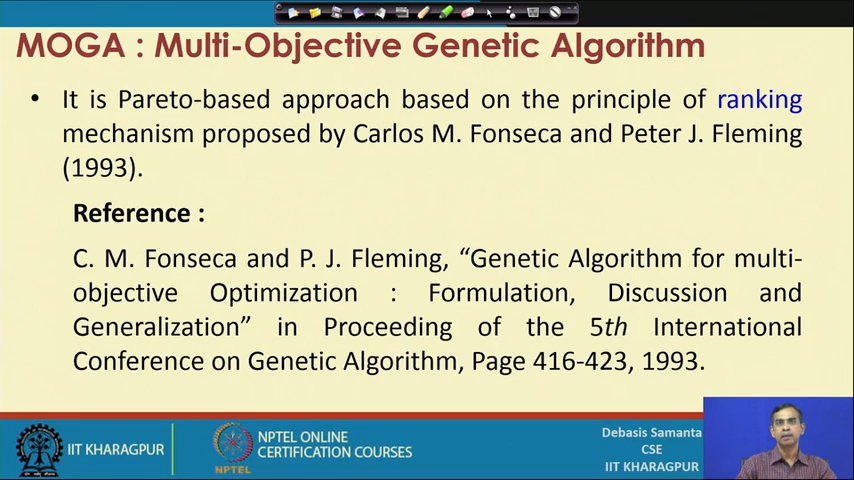 MOGA : Multi-Objective Genetic Algorithm
• It is Pareto-based approach based on the principle of ranking
mechanism proposed by Carlos M. Fonseca and Peter J. Fleming
(1993).
Reference :
C. M. Fonseca and P. J. Fleming, “Genetic Algorithm for multi-
objective Optimization : Formulation, Discussion and
Generalization” in Proceeding of the 5th International
Conference on Genetic Algorithm, Page 416-423, 1993.
IIT KHARAGPUR
NPTEL
NPTEL ONLINE
CERTIFICATION COURSES
Debasis Samanta
CSE
IIT KHARAGPUR